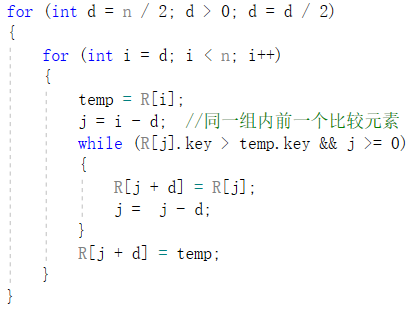 for (int d = n / 2; d > 0; d = d / 2)
{
for (int i = d; i < n; i++)
{
temp = R[i];
j = i - d;  //同一组内前一个比较元素
while (R[j].key > temp.key && j >= 0)
{
R[j + d] = R[j];
j =  j - d;
}
R[j + d] = temp;
}
}